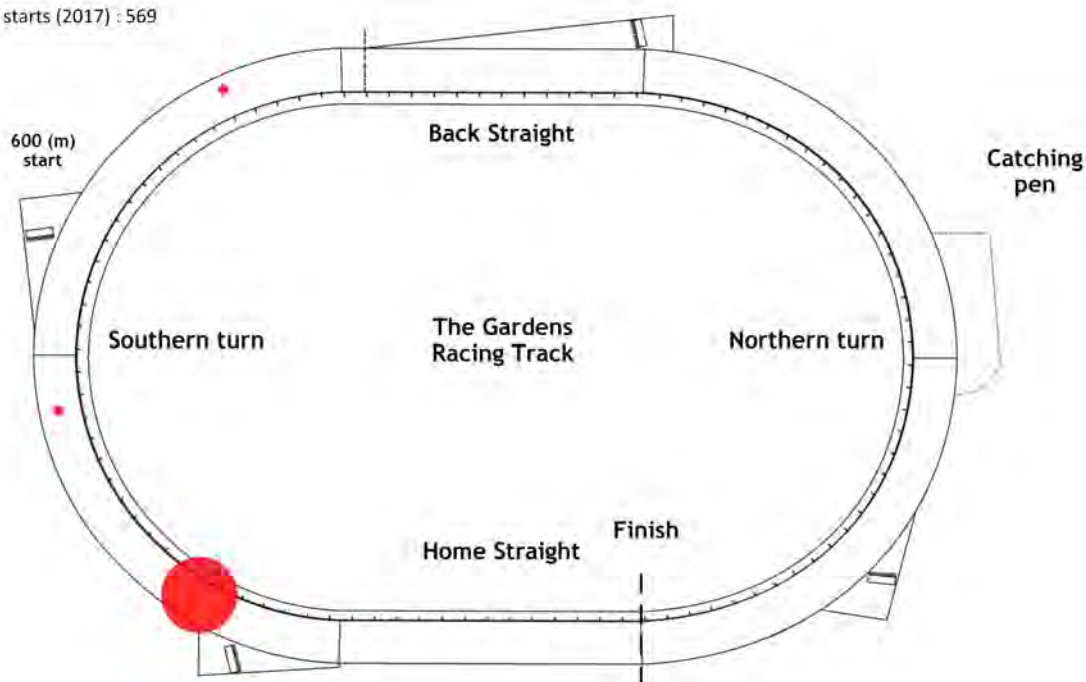 starts (2017) : 569
600 (m)
start
Back Straight
Catching
pen
Southern turn
The Gardens
Racing Track
Northern turn
Home Straight
Finish